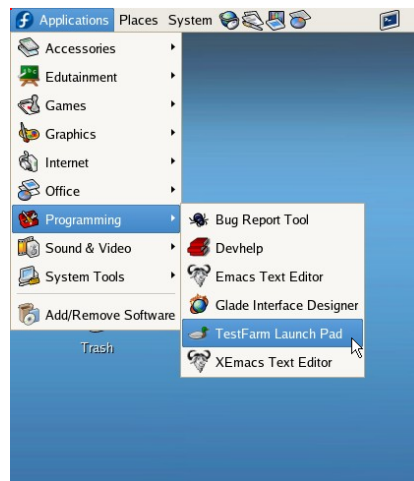 Applications Places System
Accessories
Edutainment
Games
Graphics
Internet
Office
Programming
Sound & Video
System Tools
Add/Remove Software
Bug Report Tool
Devhelp
Emacs Text Editor
Glade Interface Designer
TestFarm Launch Pad
XEmacs Text Editor
Trash